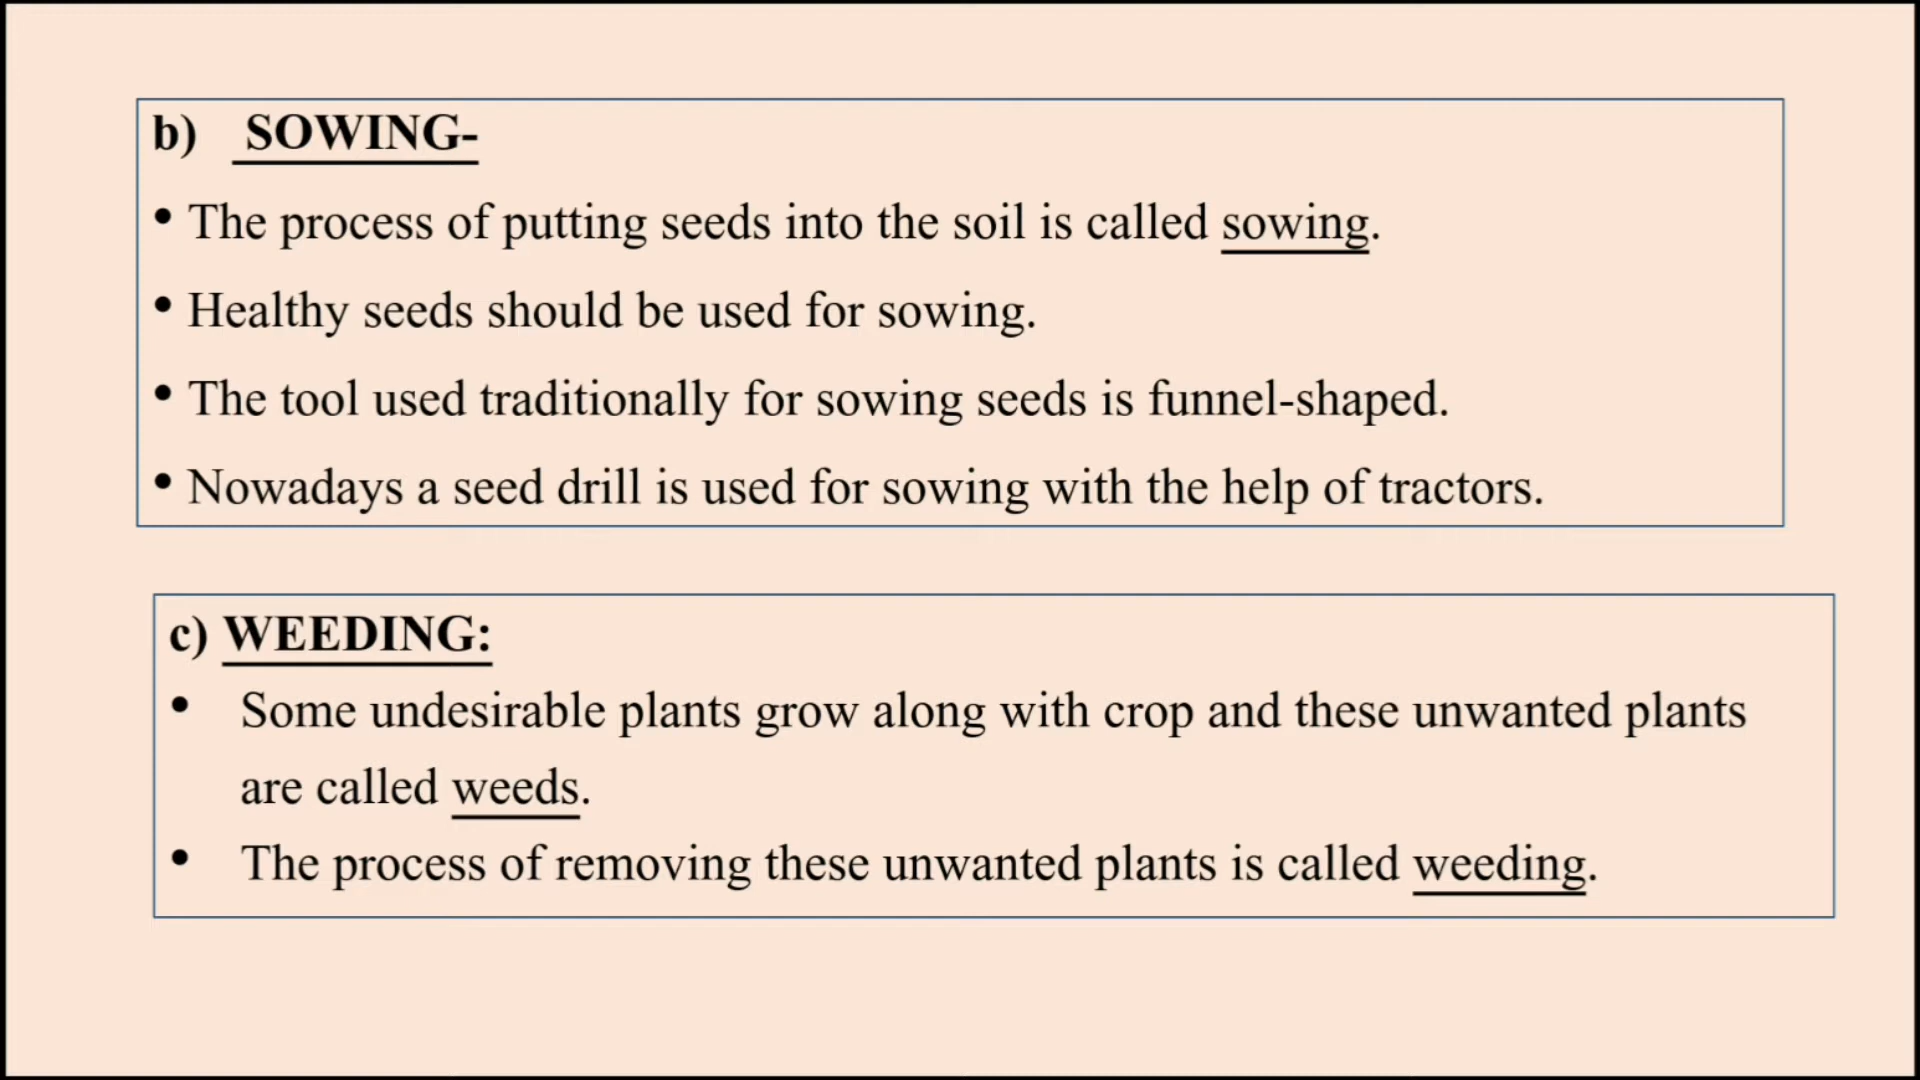 b) SOWING-
• The process of putting seeds into the soil is called sowing.
• Healthy seeds should be used for sowing.
• The tool used traditionally for sowing seeds is funnel-shaped.
• Nowadays a seed drill is used for sowing with the help of tractors.
c) WEEDING:
• Some undesirable plants grow along with crop and these unwanted plants
are called weeds.
• The process of removing these unwanted plants is called weeding.